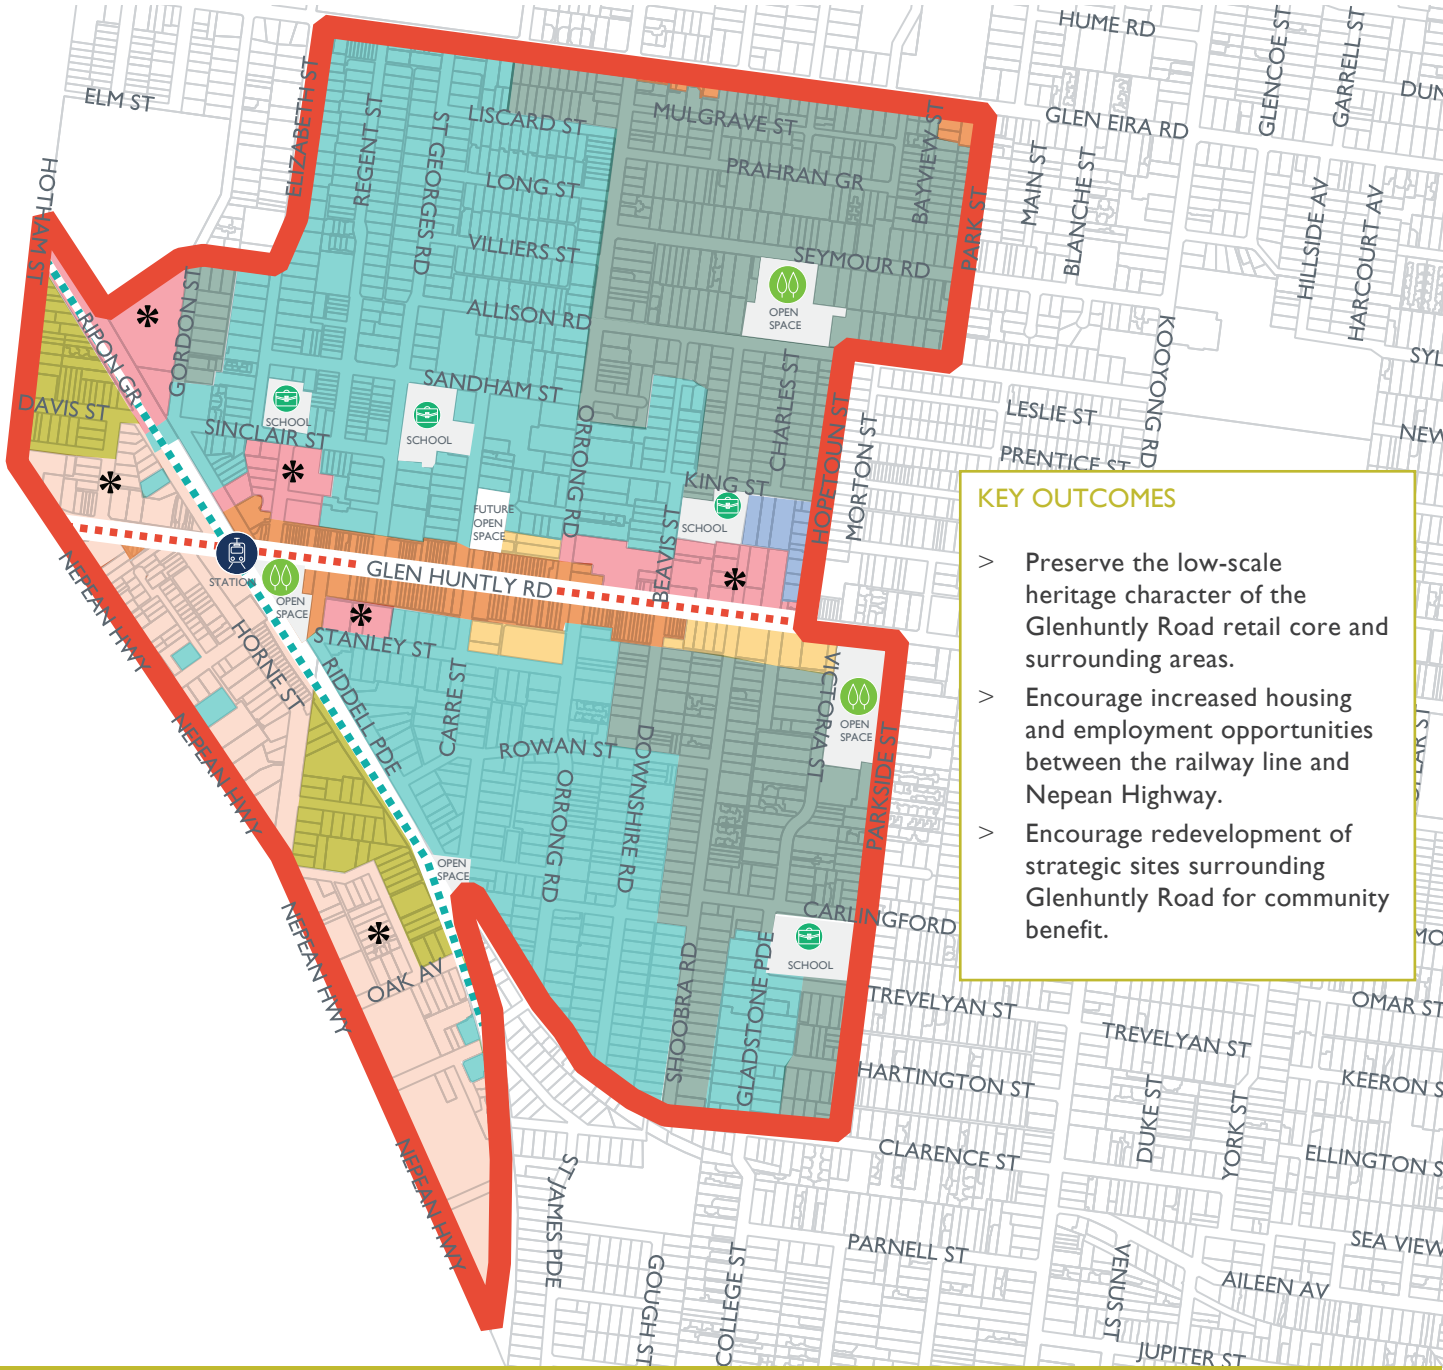 HUME RD
GLENCOE ST
GARRELL ST
ELM ST
ELIZABETH ST
REGENT ST
ST GEORGES RD
LISCARD ST
MULGRAVE ST
BAYVIEW ST
GLEN EIRA RD
DUN
HOTHAM ST
LONG ST
PRAHRAN GR
MAIN ST
BLANCHE ST
HILLSIDE AV
HARCOURT AV
VILLIERS ST
SEYMOUR RD
PARK ST
GORDON ST
ALLISON RD
OPEN
SPACE
RIPON GR
KOOYONG RD
SYL
DAVIS ST
SANDHAM ST
CHARLES ST
LESLIE ST
SCHOOL
SINCLAIR ST
SCHOOL
ORRONG RD
HOPETOUN ST
MORTON ST
NEW
PRENTICE ST
KING ST
SCHOOL
FUTURE
OPEN
SPACE
BEAVIS ST
NEPEAN HWY
STATION
GLEN HUNTLY RD
OPEN
SPACE
HORNE ST
STANLEY ST
RIDDELL PDE
CARRE ST
VICTORIA ST
OPEN
SPACE
NEPEAN HWY
ROWAN ST
ORRONG RD
DOWNSHIRE RD
PARKSIDE ST
KEY OUTCOMES
> Preserve the low-scale
heritage character of the
Glenhuntly Road retail core and
surrounding areas.
> Encourage increased housing
and employment opportunities
between the railway line and
Nepean Highway.
> Encourage redevelopment of
strategic sites surrounding
Glenhuntly Road for community
benefit.
OPEN
SPACE
NEPEAN HWY
OAK AV
CARLINGFORD
SCHOOL
SHOOBRA RD
GLADSTONE PDE
TREVELYAN ST
OMAR ST
TREVELYAN ST
HARTINGTON ST
KEERON S
DUKE ST
YORK ST
NEPEAN HWY
CLARENCE ST
ELLINGTON S
ST JAMES PDE
GOUGH ST
COLLEGE ST
PARNELL ST
VENUS ST
SEA VIEW
AILEEN AV
JUPITER ST